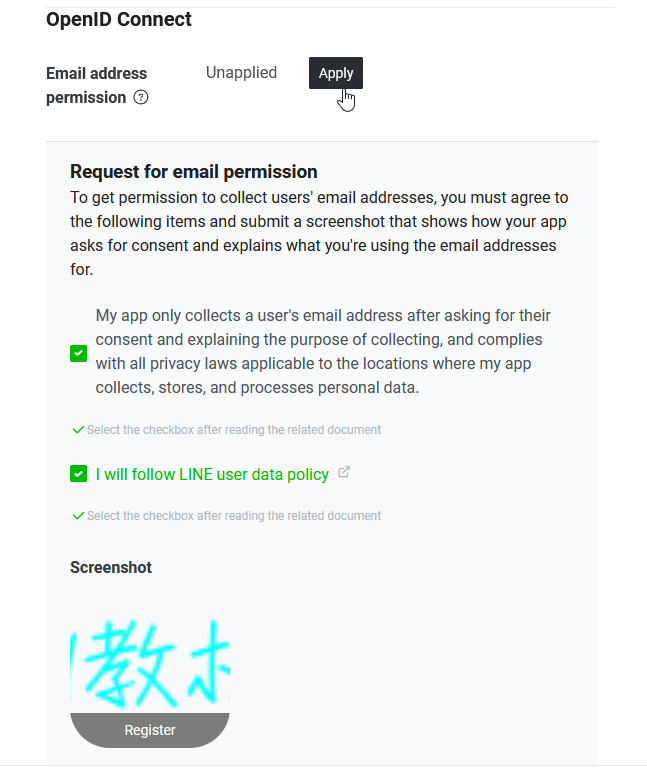 OpenID Connect
Email address
permission
Unapplied
Apply
Request for email permission
To get permission to collect users' email addresses, you must agree to
the following items and submit a screenshot that shows how your app
asks for consent and explains what you're using the email addresses
for.
My app only collects a user's email address after asking for their
consent and explaining the purpose of collecting, and complies
with all privacy laws applicable to the locations where my app
collects, stores, and processes personal data.
Select the checkbox after reading the related document
I will follow LINE user data policy
Select the checkbox after reading the related document
Screenshot
教
Register